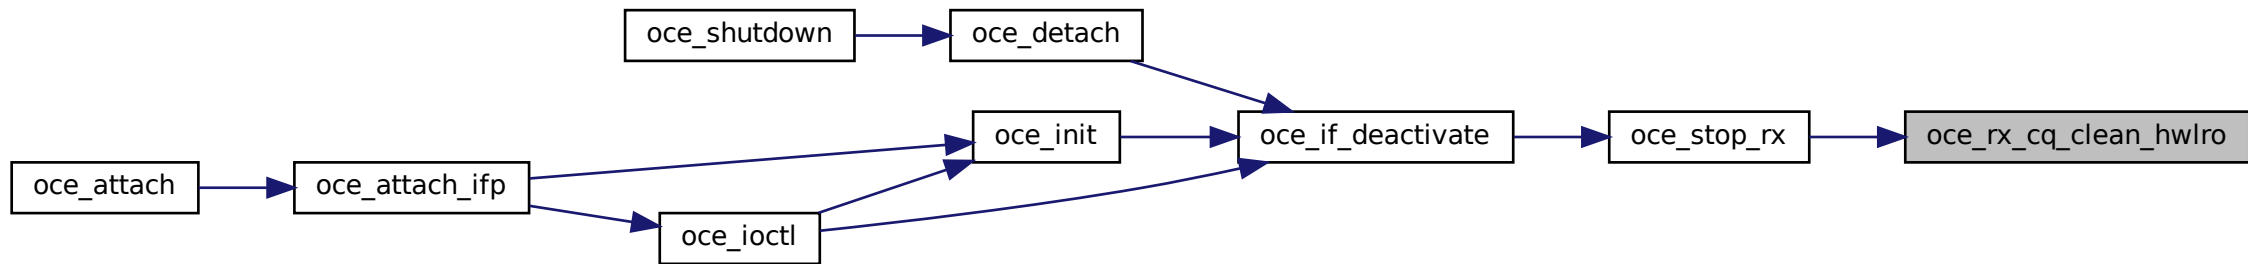 oce_shutdown
oce_detach
oce_init
oce_if_deactivate
oce_stop_rx
oce_rx_cq_clean_hwlro
oce_attach
oce_attach_ifp
oce_ioctl